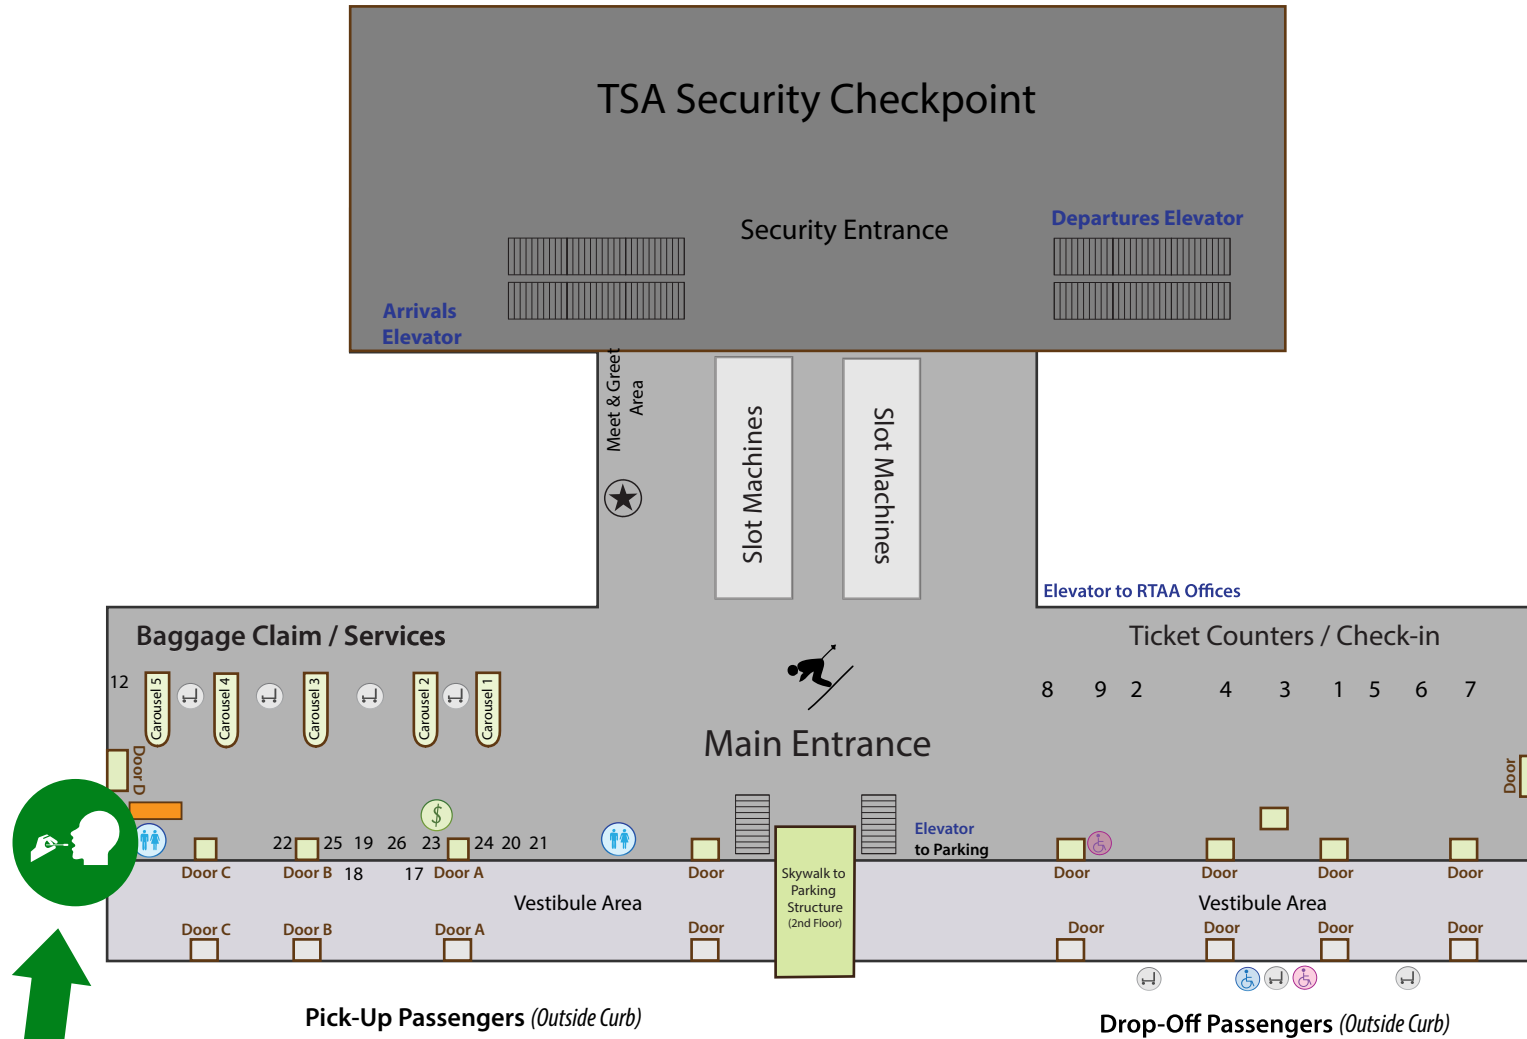 TSA Security Checkpoint
Security Entrance
Departures Elevator
Arrivals
Elevator
Meet & Greet
Area
Slot Machines
Slot Machines
Elevator to RTAA Offices
Baggage Claim / Services
Ticket Counters / Check-in
12
Carousel 5
Carousel 4
Carousel 3
Carousel 2
Carousel 1
8 9 2 4 3 1 5 6 7
Main Entrance
Door D
Door
$
22 25 19 26 23 24 20 21
Elevator
to Parking
Door C
Door B
18
17
Door A
Door
Door
Door
Door
Door
Skywalk to
Parking
Structure
(2nd Floor)
Vestibule Area
Vestibule Area
Door C
Door B
Door A
Door
Door
Door
Door
Door
Pick-Up Passengers (Outside Curb)
Drop-Off Passengers (Outside Curb)